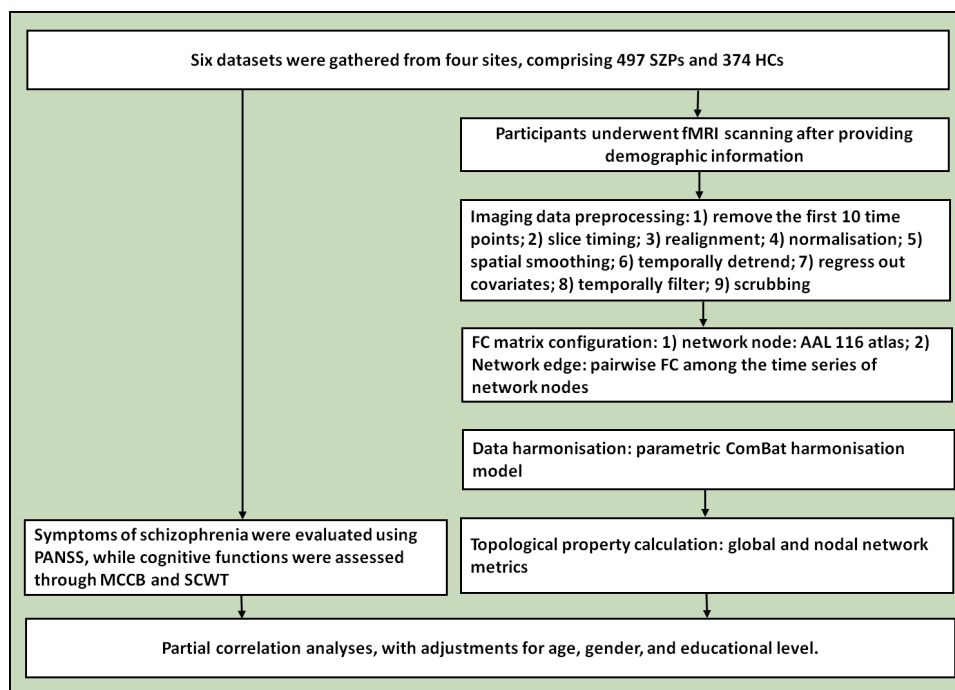 Six datasets were gathered from four sites, comprising 497 SZPs and 374 HCs
Participants underwent fMRI scanning after providing
demographic information
Imaging data preprocessing: 1) remove the first 10 time
points; 2) slice timing; 3) realignment; 4) normalisation; 5)
spatial smoothing; 6) temporally detrend; 7) regress out
covariates; 8) temporally filter; 9) scrubbing
FC matrix configuration: 1) network node: AAL 116 atlas; 2)
Network edge: pairwise FC among the time series of
network nodes
Data harmonisation: parametric ComBat harmonisation
model
Symptoms of schizophrenia were evaluated using
PANSS, while cognitive functions were assessed
through MCCB and SCWT
Topological property calculation: global and nodal network
metrics
Partial correlation analyses, with adjustments for age, gender, and educational level.